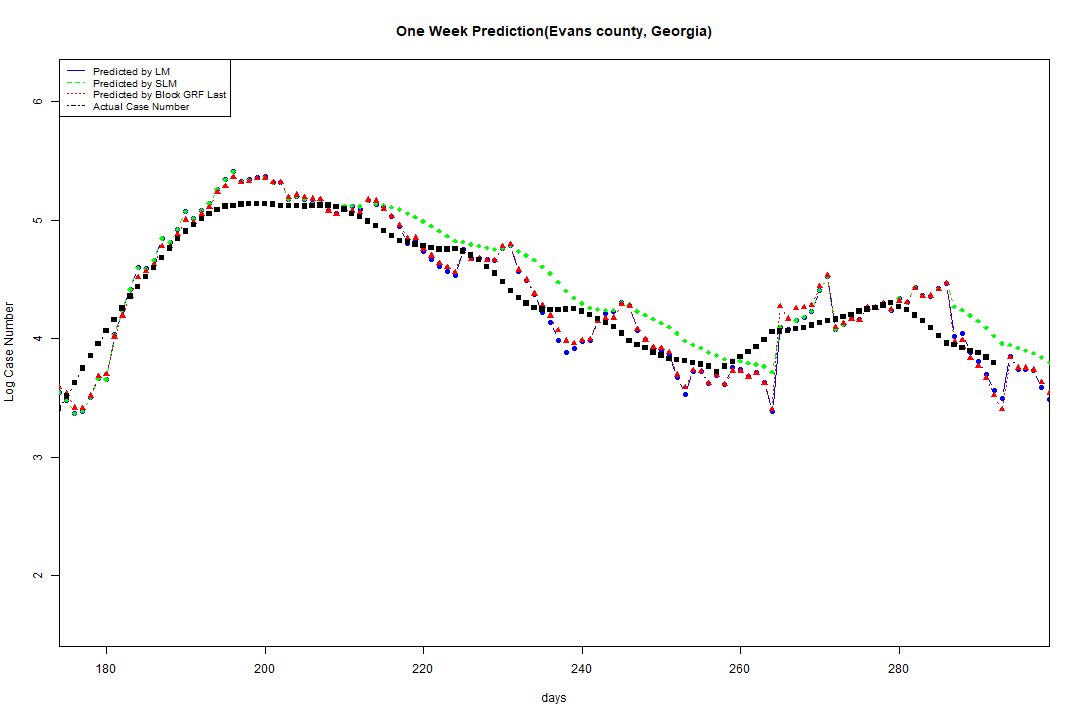 One Week Prediction(Evans county, Georgia)
Predicted by LM
Predicted by SLM
Predicted by Block GRF Last
Actual Case Number
6
5
4
3
2
Log Case Number
180 200 220 240 260 280
days